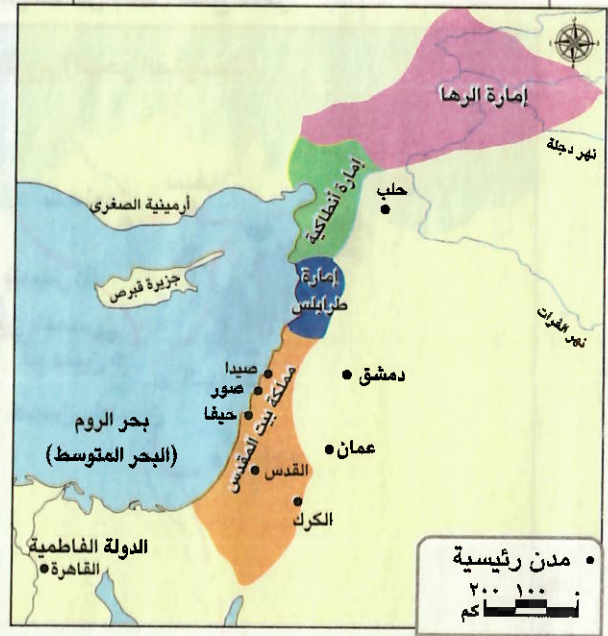 إمارة الرها
نهر دجلة
إمارة أنطاكية
حلب
أرمينية الصغرى
جزيرة قبرص
إمارة
طرابلس
نهر الفرات
صيدا
صور
حيفا
مملكة بيت المقدس
دمشق
بحر الروم
(البحر المتوسط)
عمان
القدس
الكرك
الدولة الفاطمية
القاهرة
مدن رئيسية
٠ ١٠٠ ٢٠٠
كم